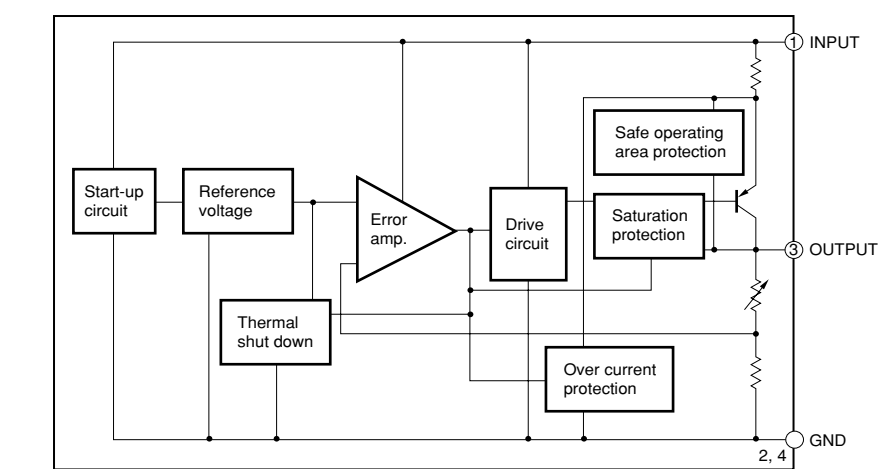 1 INPUT
Safe operating
area protection
Start-up
circuit
Reference
voltage
Error
amp.
Drive
circuit
Saturation
protection
3 OUTPUT
Thermal
shut down
Over current
protection
GND
2, 4